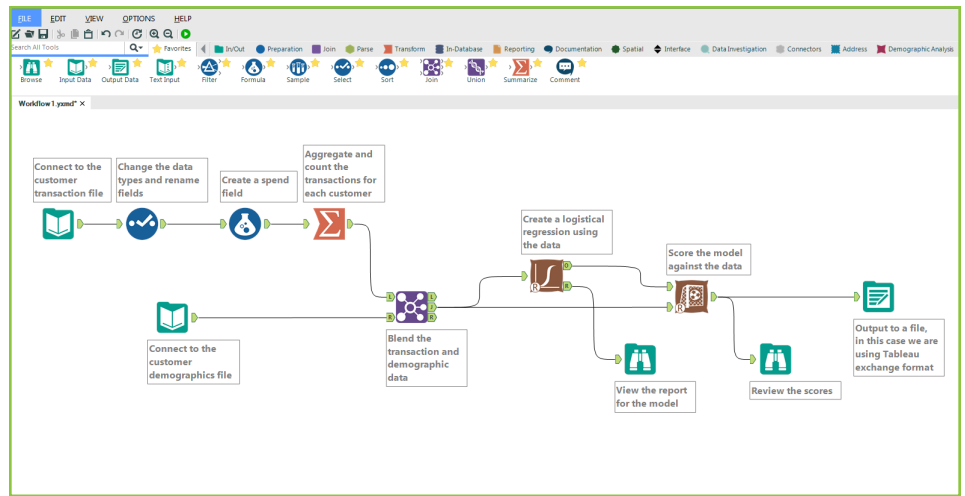 FILE EDIT VIEW OPTIONS HELP
Search All Tools Favorites In/Out Preparation Join Parse Transform In-Database Reporting Documentation Spatial Interface Data Investigation Connectors Address Demographic Analysis
Browse Input Data Output Data Text Input Filter Formula Sample Select Sort Join Union Summarize Comment
Workflow1.yxmd* X
Connect to the
customer
transaction file
Change the data
types and rename
fields
Create a spend
field
Aggregate and
count the
transactions for
each customer
Connect to the
customer
demographics file
L
R
L
J
R
Blend the
transaction and
demographic
data
Create a logistical
regression using
the data
R
O
R
View the report
for the model
Score the model
against the data
R
Review the scores
Output to a file,
in this case we are
using Tableau
exchange format